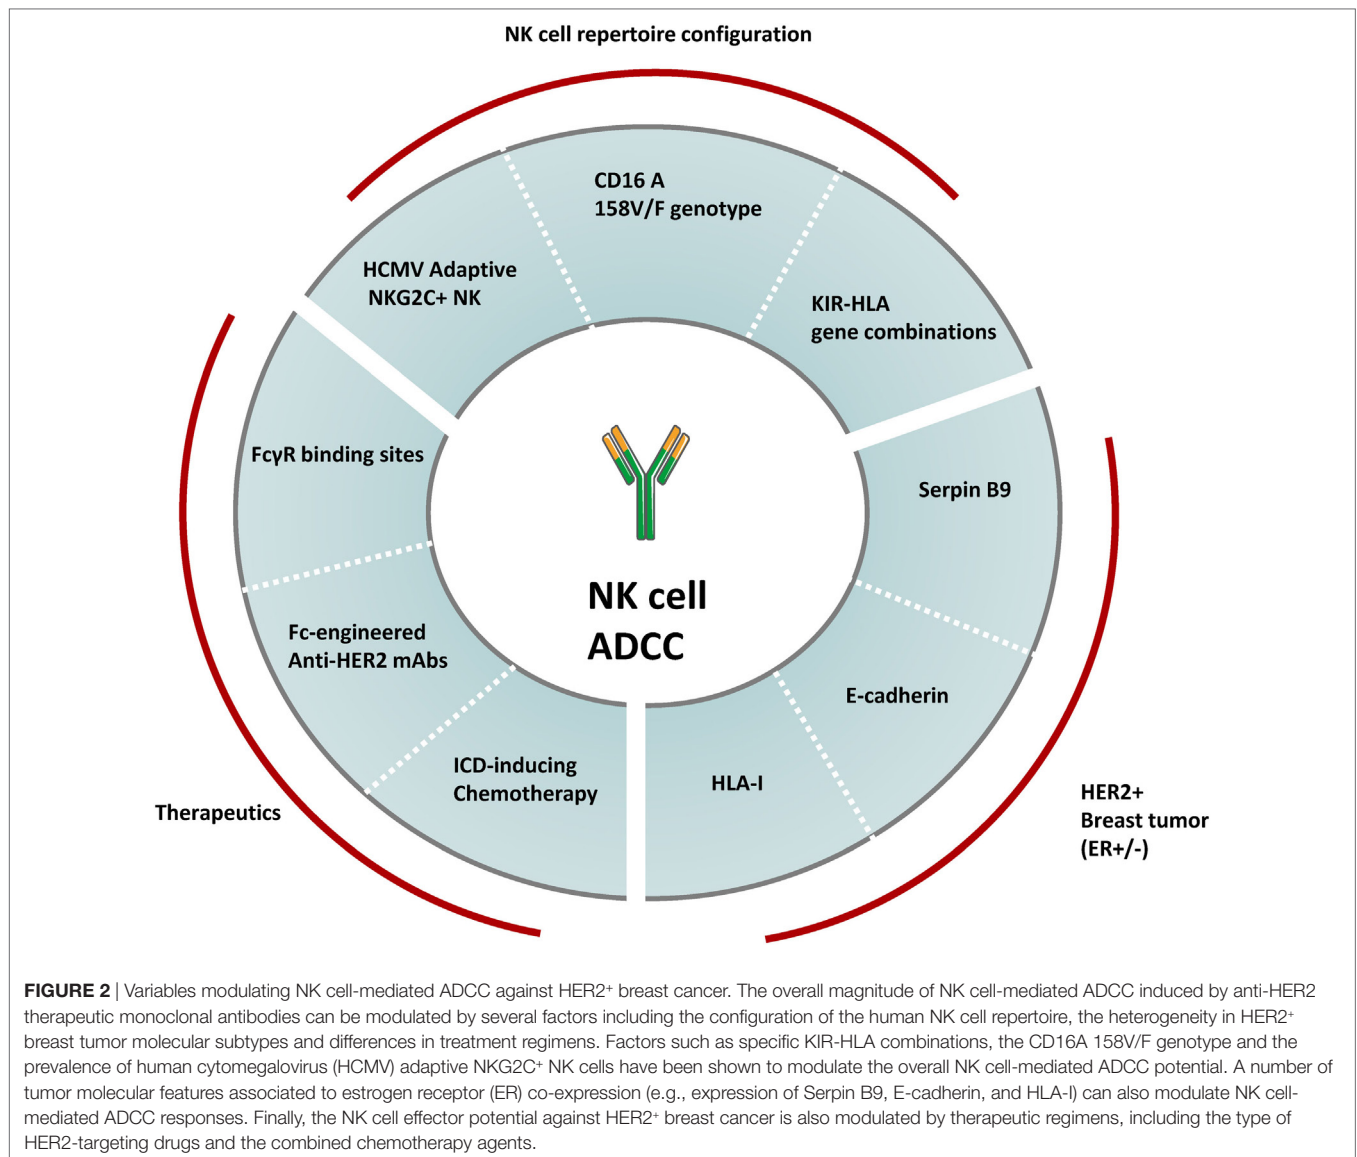 NK cell repertoire configuration
CD16 A
158V/F genotype
HCMV Adaptive
NKG2C+ NK
KIR-HLA
gene combinations
FcγR binding sites
Serpin B9
NK cell
ADCC
Fc-engineered
Anti-HER2 mAbs
E-cadherin
ICD-inducing
Chemotherapy
HLA-I
Therapeutics
HER2+
Breast tumor
(ER+/-)
FIGURE 2 | Variables modulating NK cell-mediated ADCC against HER2⁺ breast cancer. The overall magnitude of NK cell-mediated ADCC induced by anti-HER2
therapeutic monoclonal antibodies can be modulated by several factors including the configuration of the human NK cell repertoire, the heterogeneity in HER2⁺
breast tumor molecular subtypes and differences in treatment regimens. Factors such as specific KIR-HLA combinations, the CD16A 158V/F genotype and the
prevalence of human cytomegalovirus (HCMV) adaptive NKG2C⁺ NK cells have been shown to modulate the overall NK cell-mediated ADCC potential. A number of
tumor molecular features associated to estrogen receptor (ER) co-expression (e.g., expression of Serpin B9, E-cadherin, and HLA-I) can also modulate NK cell-
mediated ADCC responses. Finally, the NK cell effector potential against HER2⁺ breast cancer is also modulated by therapeutic regimens, including the type of
HER2-targeting drugs and the combined chemotherapy agents.